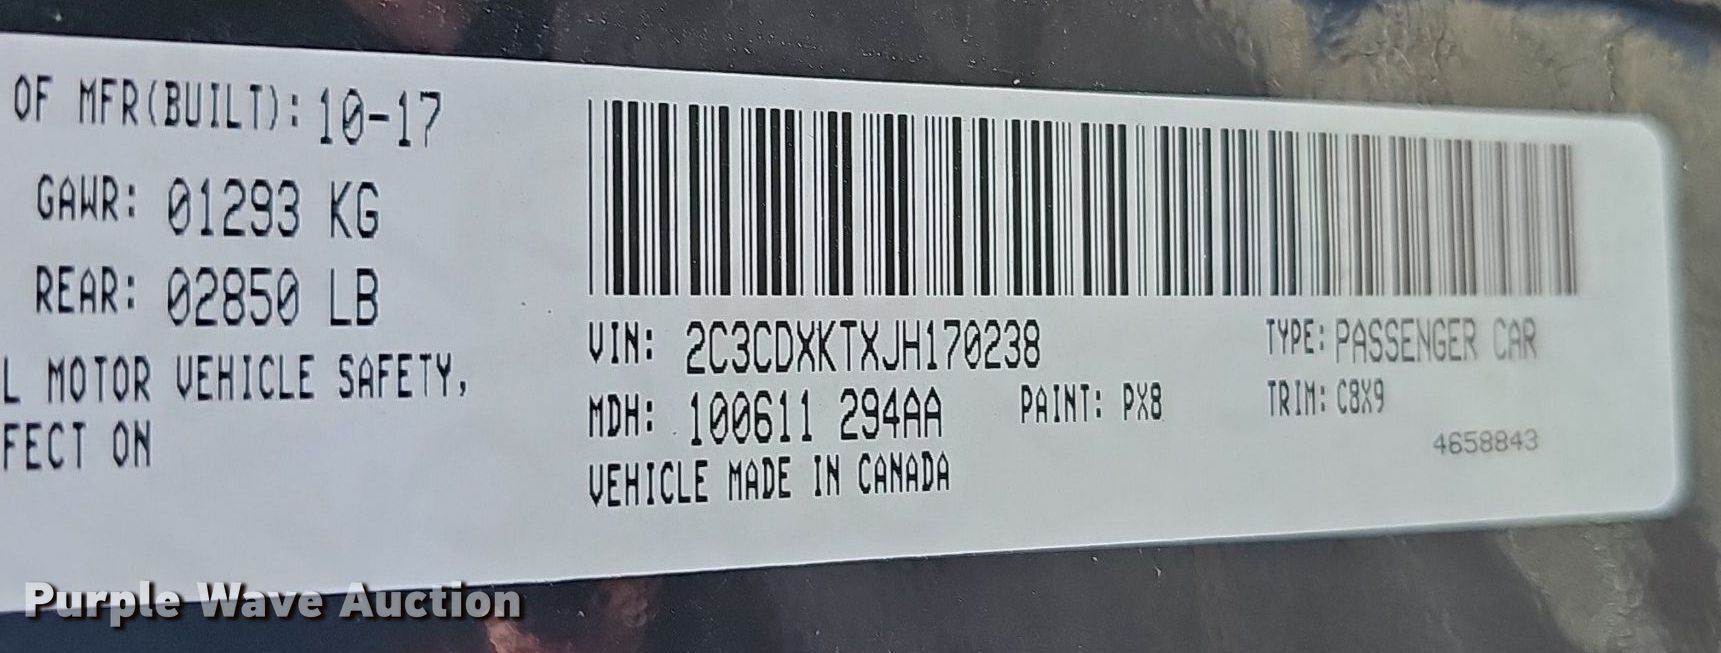 OF MFR(BUILT): 10-17
GAWR: 01293 KG
REAR: 02850 LB
L MOTOR VEHICLE SAFETY,
FECT ON
VIN: 2C3CDXKTXJH170238
TYPE: PASSENGER CAR
MDH: 100611 294AA
PAINT: PX8
TRIM: C8X9
4658843
VEHICLE MADE IN CANADA
Purple Wave Auction